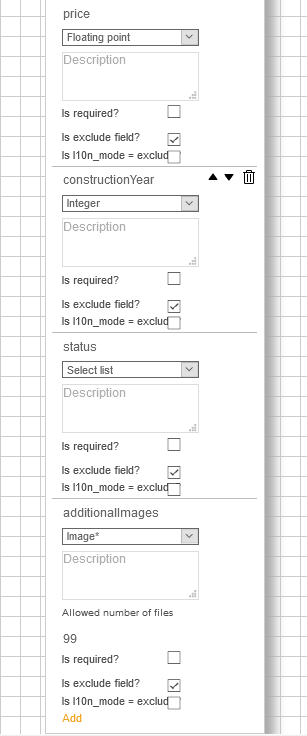 price
Floating point
Description
Is required?
Is exclude field?
Is l10n_mode = exclud
constructionYear
Integer
Description
Is required?
Is exclude field?
Is l10n_mode = exclud
status
Select list
Description
Is required?
Is exclude field?
Is l10n_mode = exclud
additionalImages
Image*
Description
Allowed number of files
99
Is required?
Is exclude field?
Is l10n_mode = exclud
Add